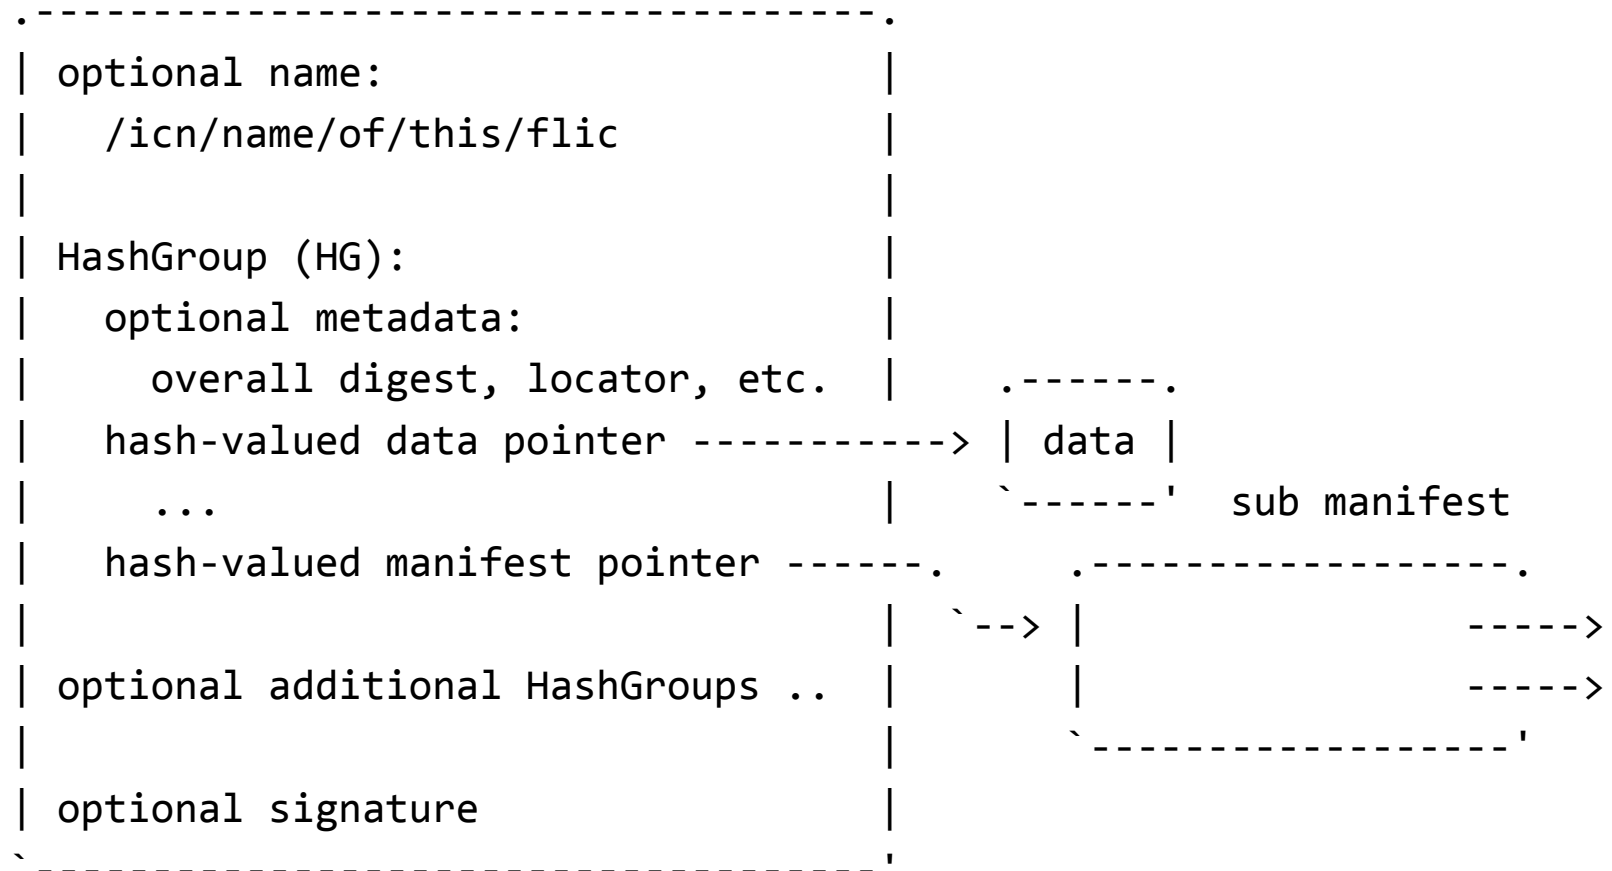 .------------------------------------.
| optional name:                     |
|   /icn/name/of/this/flic           |
|                                    |
| HashGroup (HG):                    |
|   optional metadata:               |
|     overall digest, locator, etc.  |    .------.
|   hash-valued data pointer -----------> | data |
|     ...                            |    `------'  sub manifest
|   hash-valued manifest pointer ------.     .------------------.
|                                    |  `--> |                ------>
| optional additional HashGroups ..  |       |                ----->
|                                    |       `------------------'
| optional signature                 |
`------------------------------------'